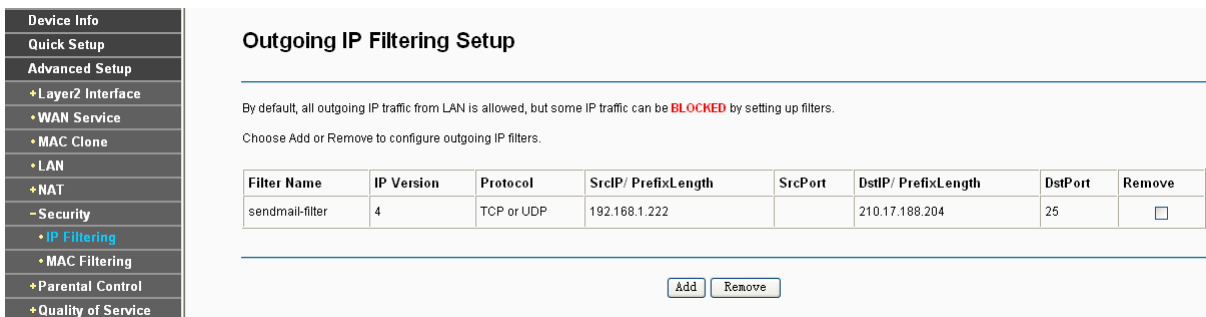 Device Info
Quick Setup
Advanced Setup
+Layer2 Interface
•WAN Service
•MAC Clone
•LAN
+NAT
-Security
•IP Filtering
•MAC Filtering
+Parental Control
+Quality of Service
Outgoing IP Filtering Setup
By default, all outgoing IP traffic from LAN is allowed, but some IP traffic can be BLOCKED by setting up filters.
Choose Add or Remove to configure outgoing IP filters.
Filter Name IP Version Protocol SrcIP/ PrefixLength SrcPort DstIP/ PrefixLength DstPort Remove
sendmail-filter 4 TCP or UDP 192.168.1.222 210.17.188.204 25
Add Remove